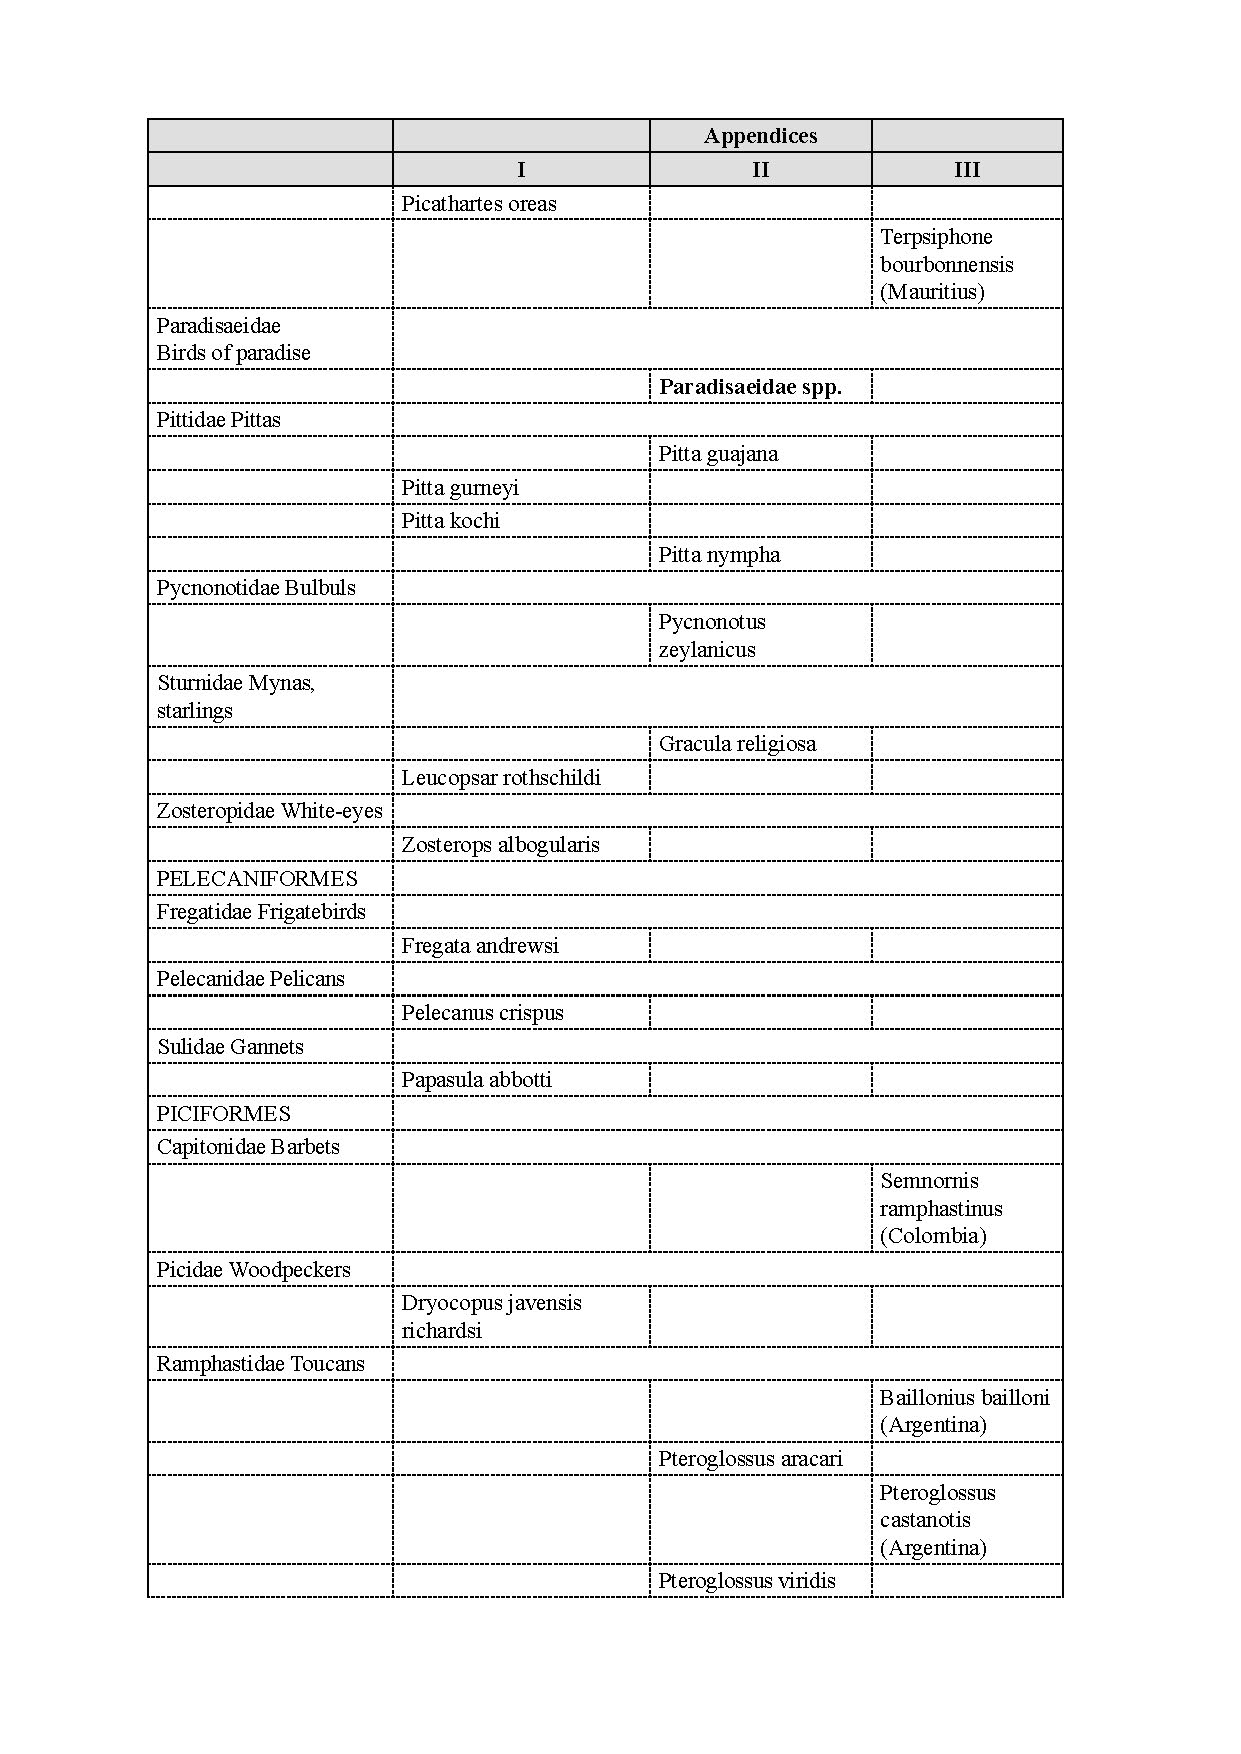 Appendices
I II III
Picathartes oreas
Terpsiphone
bourbonnensis
(Mauritius)
Paradisaeidae
Birds of paradise
Paradisaeidae spp.
Pittidae Pittas
Pitta guajana
Pitta gurneyi
Pitta kochi
Pitta nympha
Pycnonotidae Bulbuls
Pycnonotus
zeylanicus
Sturnidae Mynas,
starlings
Gracula religiosa
Leucopsar rothschildi
Zosteropidae White-eyes
Zosterops albogularis
PELECANIFORMES
Fregatidae Frigatebirds
Fregata andrewsi
Pelecanidae Pelicans
Pelecanus crispus
Sulidae Gannets
Papasula abbotti
PICIFORMES
Capitonidae Barbets
Semnornis
ramphastinus
(Colombia)
Picidae Woodpeckers
Dryocopus javensis
richardsi
Ramphastidae Toucans
Baillonius bailloni
(Argentina)
Pteroglossus aracari
Pteroglossus
castanotis
(Argentina)
Pteroglossus viridis